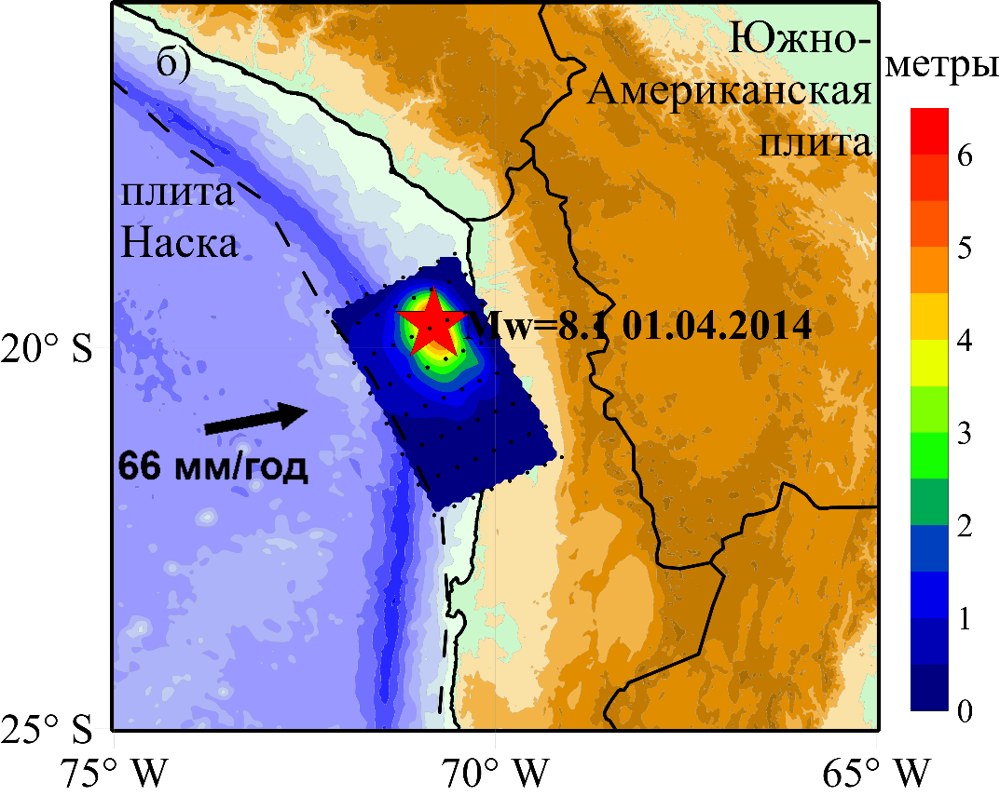 б)
Южно-
Американская
плита
метры
плита
Наска
Mw=8.1 01.04.2014
66 мм/год
20° S
25° S
75° W
70° W
65° W
6
5
4
3
2
1
0